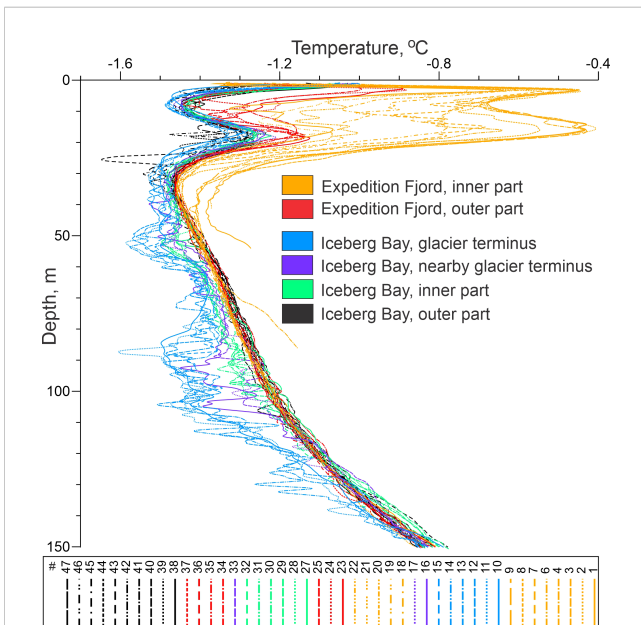 Temperature, ºC
-1.6 -1.2 -0.8 -0.4
0
50
100
150
Depth, m
Expedition Fjord, inner part
Expedition Fjord, outer part
Iceberg Bay, glacier terminus
Iceberg Bay, nearby glacier terminus
Iceberg Bay, inner part
Iceberg Bay, outer part
#: 47 46 45 44 43 42 41 40 39 38 37 36 35 34 33 32 31 30 29 28 27 25 24 23 22 21 20 19 18 17 16 15 14 13 12 11 10 9 8 7 6 5 4 3 2 1